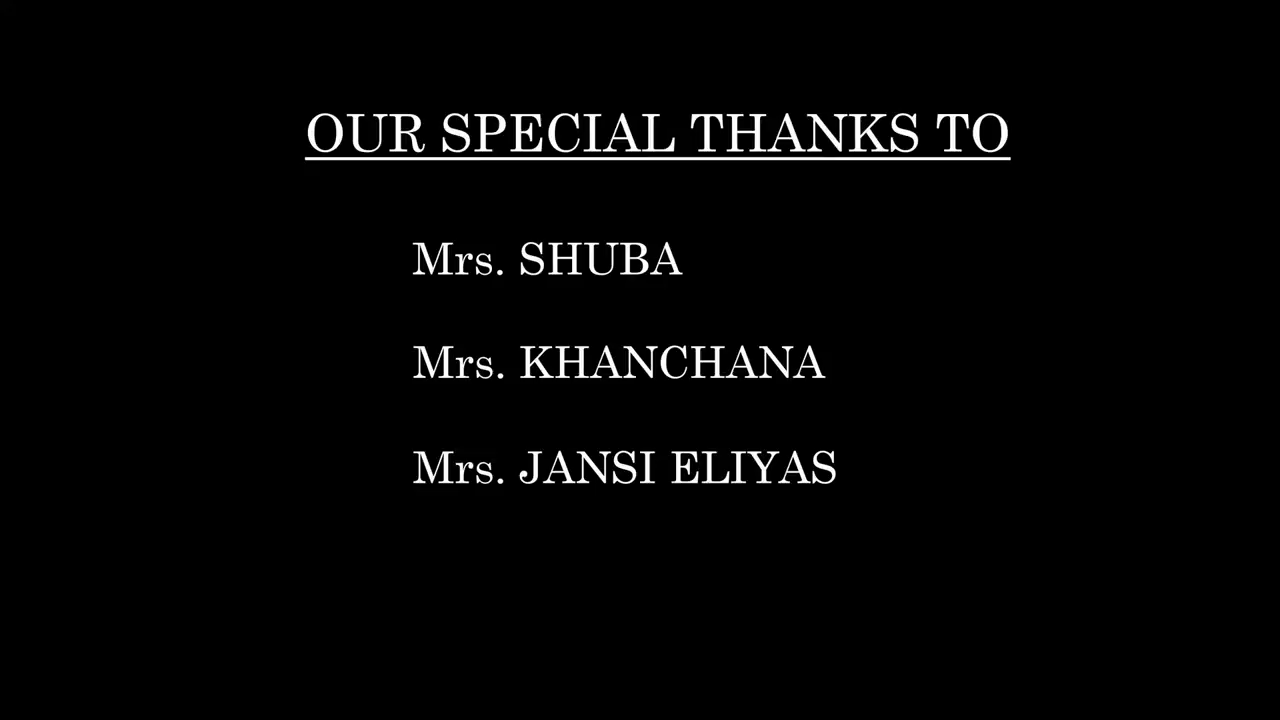 OUR SPECIAL THANKS TO
Mrs. SHUBA
Mrs. KHANCHANA
Mrs. JANSI ELIYAS